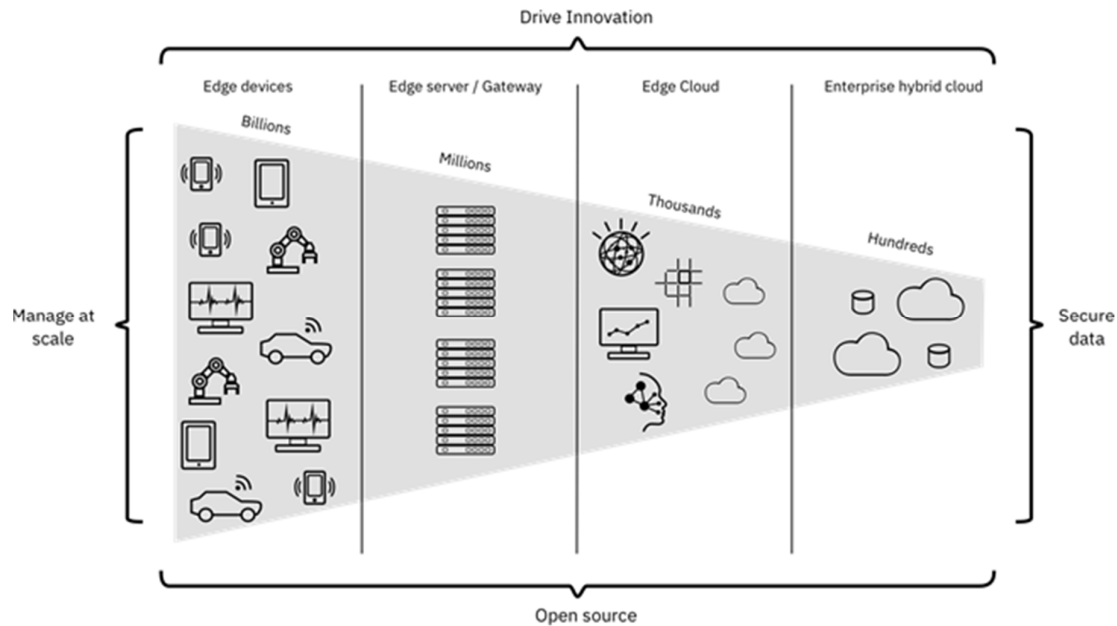 Drive Innovation
Edge devices
Edge server / Gateway
Edge Cloud
Enterprise hybrid cloud
Billions
Millions
Thousands
Hundreds
Manage at
scale
Secure
data
Open source